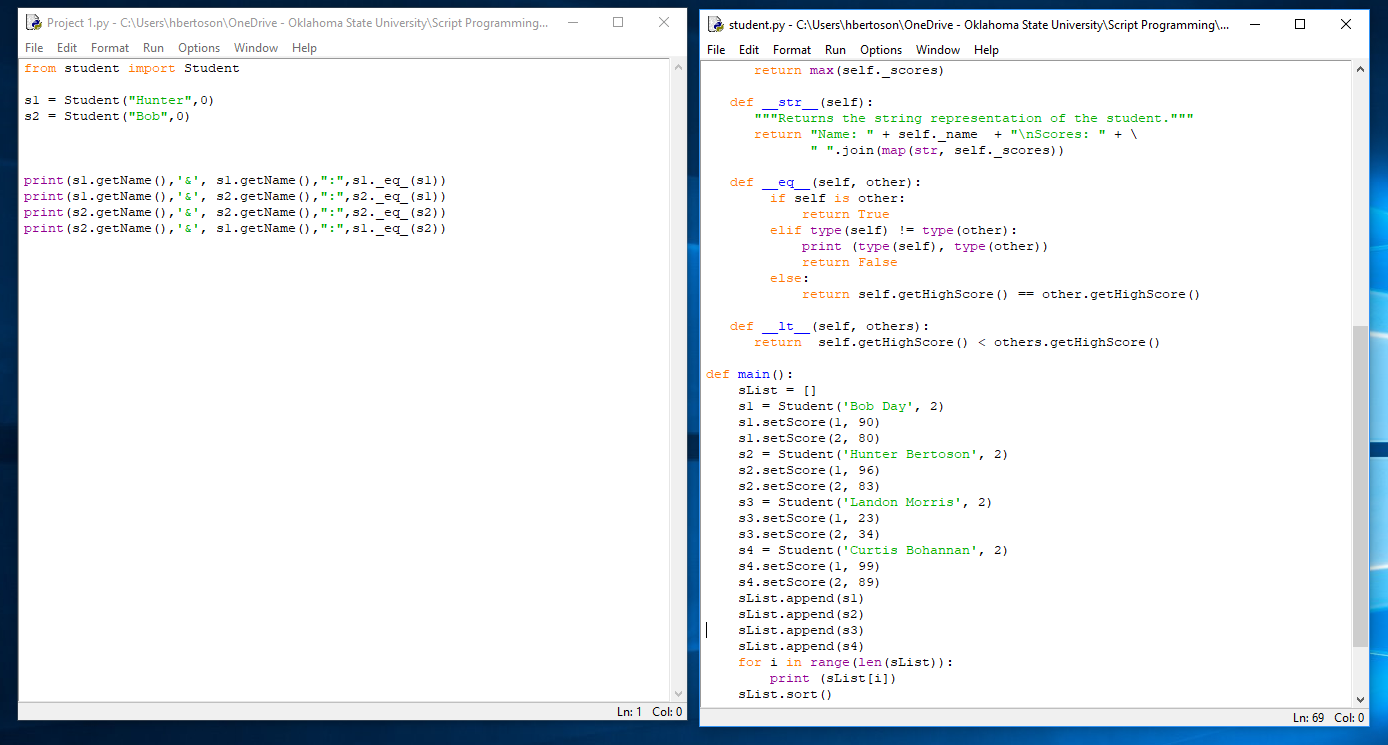 Project 1.py - C:\Users\hbertoson\OneDrive - Oklahoma State University\Script Programming...
File Edit Format Run Options Window Help
from student import Student
s1 = Student("Hunter",0)
s2 = Student("Bob",0)
print(s1.getName(),'&', s1.getName(),":",s1._eq_(s1))
print(s1.getName(),'&', s2.getName(),":",s2._eq_(s1))
print(s2.getName(),'&', s2.getName(),":",s2._eq_(s2))
print(s2.getName(),'&', s1.getName(),":",s1._eq_(s2))
Ln: 1 Col: 0
student.py - C:\Users\hbertoson\OneDrive - Oklahoma State University\Script Programming\...
File Edit Format Run Options Window Help
return max(self._scores)
def __str__(self):
"""Returns the string representation of the student."""
return "Name: " + self._name + "\nScores: " + \
" ".join(map(str, self._scores))
def __eq__(self, other):
if self is other:
return True
elif type(self) != type(other):
print (type(self), type(other))
return False
else:
return self.getHighScore() == other.getHighScore()
def __lt__(self, others):
return self.getHighScore() < others.getHighScore()
def main():
sList = []
s1 = Student('Bob Day', 2)
s1.setScore(1, 90)
s1.setScore(2, 80)
s2 = Student('Hunter Bertoson', 2)
s2.setScore(1, 96)
s2.setScore(2, 83)
s3 = Student('Landon Morris', 2)
s3.setScore(1, 23)
s3.setScore(2, 34)
s4 = Student('Curtis Bohannan', 2)
s4.setScore(1, 99)
s4.setScore(2, 89)
sList.append(s1)
sList.append(s2)
sList.append(s3)
sList.append(s4)
for i in range(len(sList)):
print (sList[i])
sList.sort()
Ln: 69 Col: 0